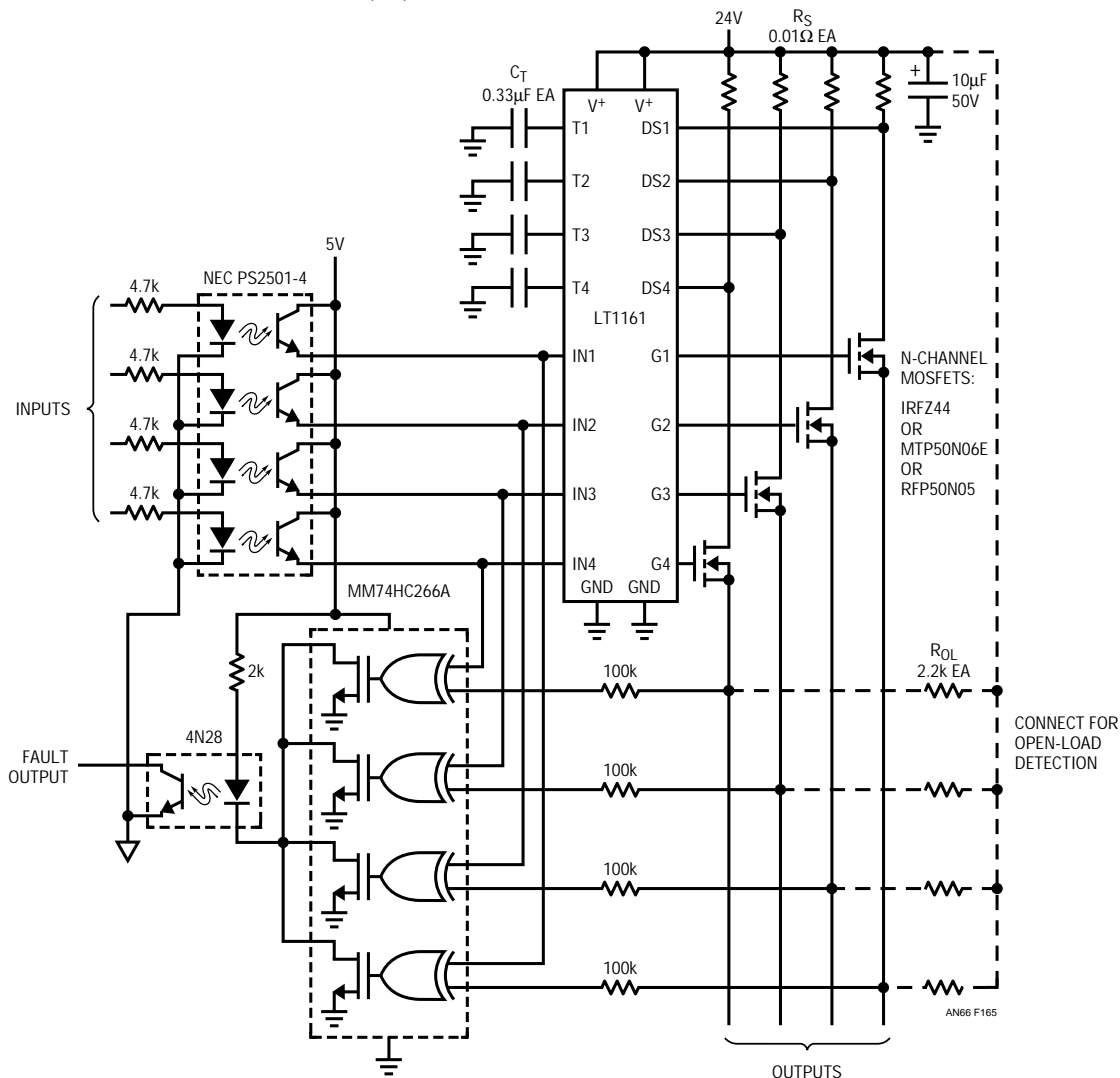 24V
R_S
0.01Ω EA
C_T
0.33µF EA
+
10µF
50V
V+
V+
T1
DS1
T2
DS2
T3
DS3
T4
DS4
LT1161
5V
NEC PS2501-4
4.7k
4.7k
4.7k
4.7k
INPUTS
IN1
G1
IN2
G2
IN3
G3
IN4
G4
GND
GND
N-CHANNEL
MOSFETS:
IRFZ44
OR
MTP50N06E
OR
RFP50N05
MM74HC266A
2k
4N28
FAULT
OUTPUT
100k
100k
100k
100k
R_OL
2.2k EA
CONNECT FOR
OPEN-LOAD
DETECTION
AN66 F165
OUTPUTS